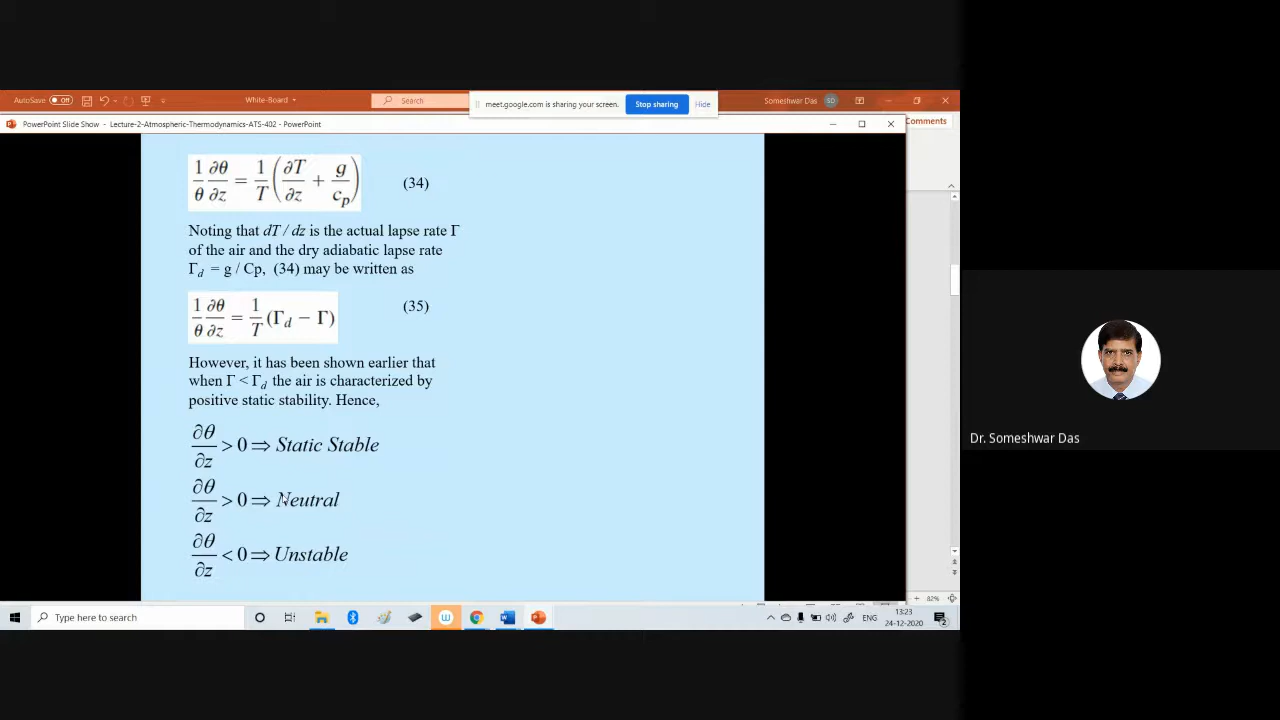 AutoSave Off
White-Board
Search
meet.google.com is sharing your screen.
Stop sharing
Hide
Someshwar Das SD
PowerPoint Slide Show - Lecture-2-Atmospheric-Thermodynamics-ATS-402 - PowerPoint
Comments
1/θ ∂θ/∂z = 1/T (∂T/∂z + g/c_p) (34)
Noting that dT / dz is the actual lapse rate Γ
of the air and the dry adiabatic lapse rate
Γ_d = g / Cp, (34) may be written as
1/θ ∂θ/∂z = 1/T (Γ_d − Γ) (35)
However, it has been shown earlier that
when Γ < Γ_d the air is characterized by
positive static stability. Hence,
∂θ/∂z > 0 ⇒ Static Stable
∂θ/∂z > 0 ⇒ Neutral
∂θ/∂z < 0 ⇒ Unstable
Dr. Someshwar Das
82%
Type here to search
W
ENG
13:23
24-12-2020
2